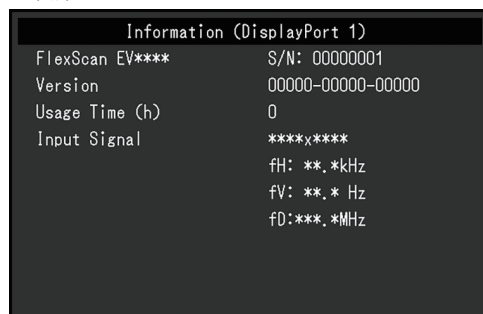 Information (DisplayPort 1)
FlexScan EV**** S/N: 00000001
Version 00000-00000-00000
Usage Time (h) 0
Input Signal ****x****
fH: **.*kHz
fV: **.* Hz
fD:***.*MHz